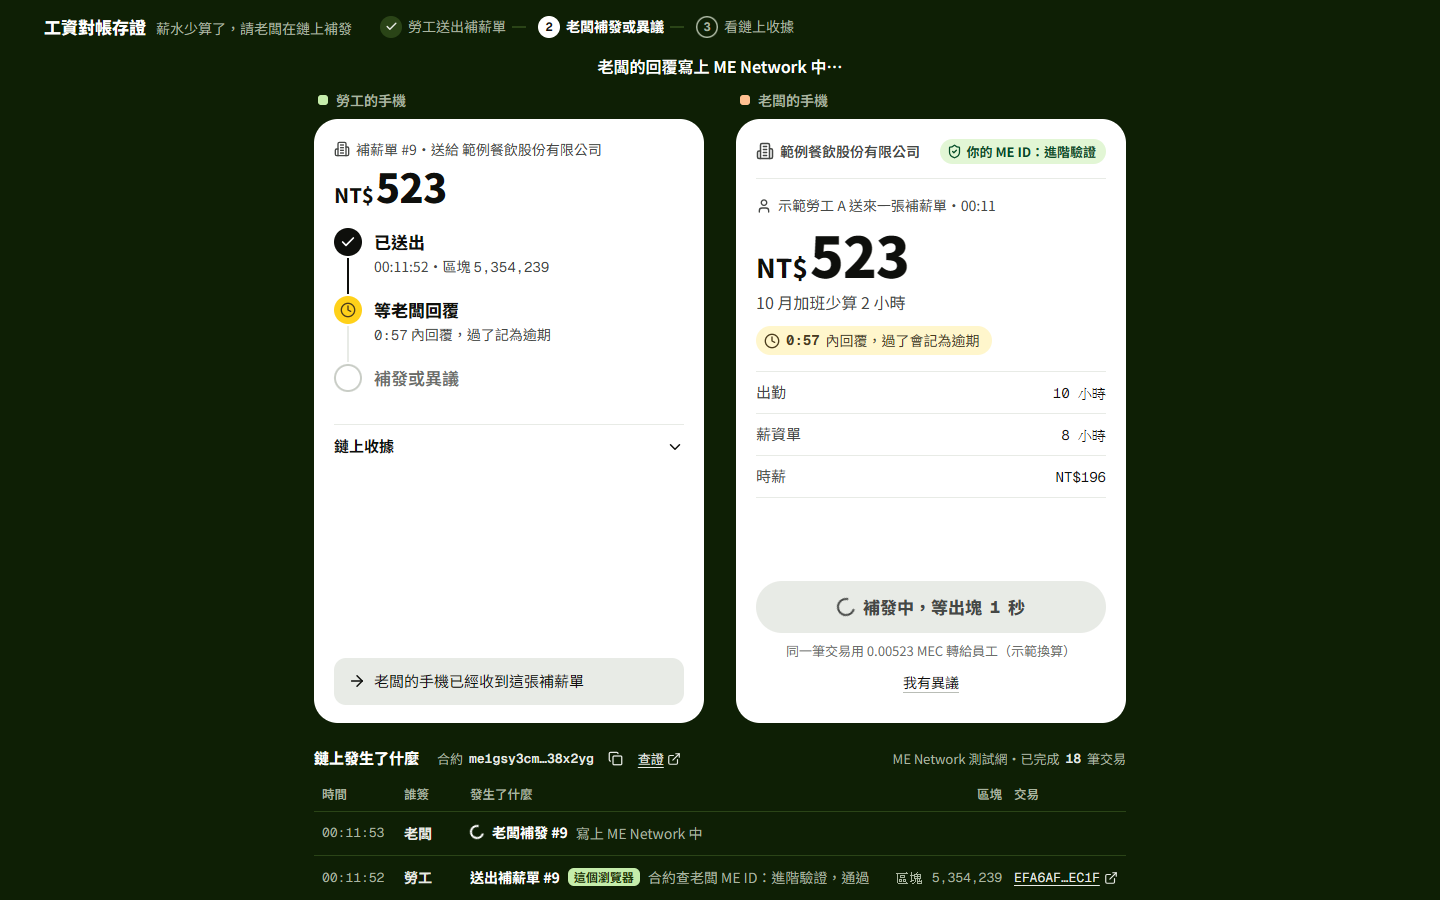 工資對帳存證 薪水少算了，請老闆在鏈上補發 勞工送出補薪單 2 老闆補發或異議 3 看鏈上收據
老闆的回覆寫上 ME Network 中⋯
勞工的手機
補薪單 #9・送給 範例餐飲股份有限公司
NT$523
已送出
00:11:52・區塊 5,354,239
等老闆回覆
0:57 內回覆，過了記為逾期
補發或異議
鏈上收據
老闆的手機已經收到這張補薪單
老闆的手機
範例餐飲股份有限公司 你的 ME ID：進階驗證
示範勞工 A 送來一張補薪單・00:11
NT$523
10 月加班少算 2 小時
0:57 內回覆，過了會記為逾期
出勤 10 小時
薪資單 8 小時
時薪 NT$196
補發中，等出塊 1 秒
同一筆交易用 0.00523 MEC 轉給員工（示範換算）
我有異議
鏈上發生了什麼 合約 me1gsy3cm…38x2yg 查證 ME Network 測試網・已完成 18 筆交易
時間 誰簽 發生了什麼 區塊 交易
00:11:53 老闆 老闆補發 #9 寫上 ME Network 中
00:11:52 勞工 送出補薪單 #9 這個瀏覽器 合約查老闆 ME ID：進階驗證，通過 區塊 5,354,239 EFA6AF…EC1F